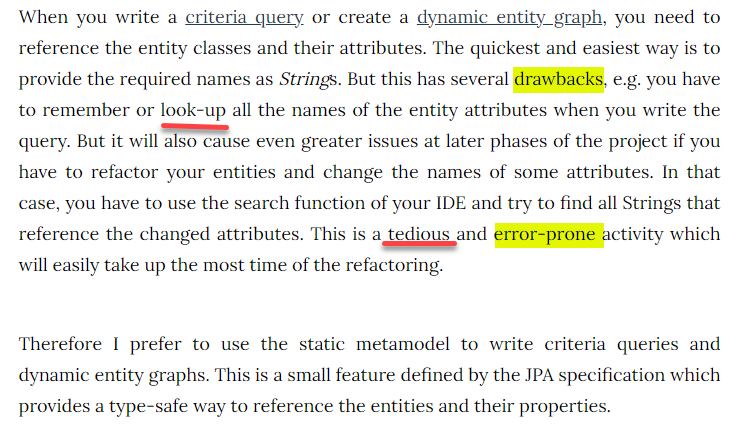 When you write a criteria query or create a dynamic entity graph, you need to
reference the entity classes and their attributes. The quickest and easiest way is to
provide the required names as Strings. But this has several drawbacks, e.g. you have
to remember or look-up all the names of the entity attributes when you write the
query. But it will also cause even greater issues at later phases of the project if you
have to refactor your entities and change the names of some attributes. In that
case, you have to use the search function of your IDE and try to find all Strings that
reference the changed attributes. This is a tedious and error-prone activity which
will easily take up the most time of the refactoring.
Therefore I prefer to use the static metamodel to write criteria queries and
dynamic entity graphs. This is a small feature defined by the JPA specification which
provides a type-safe way to reference the entities and their properties.